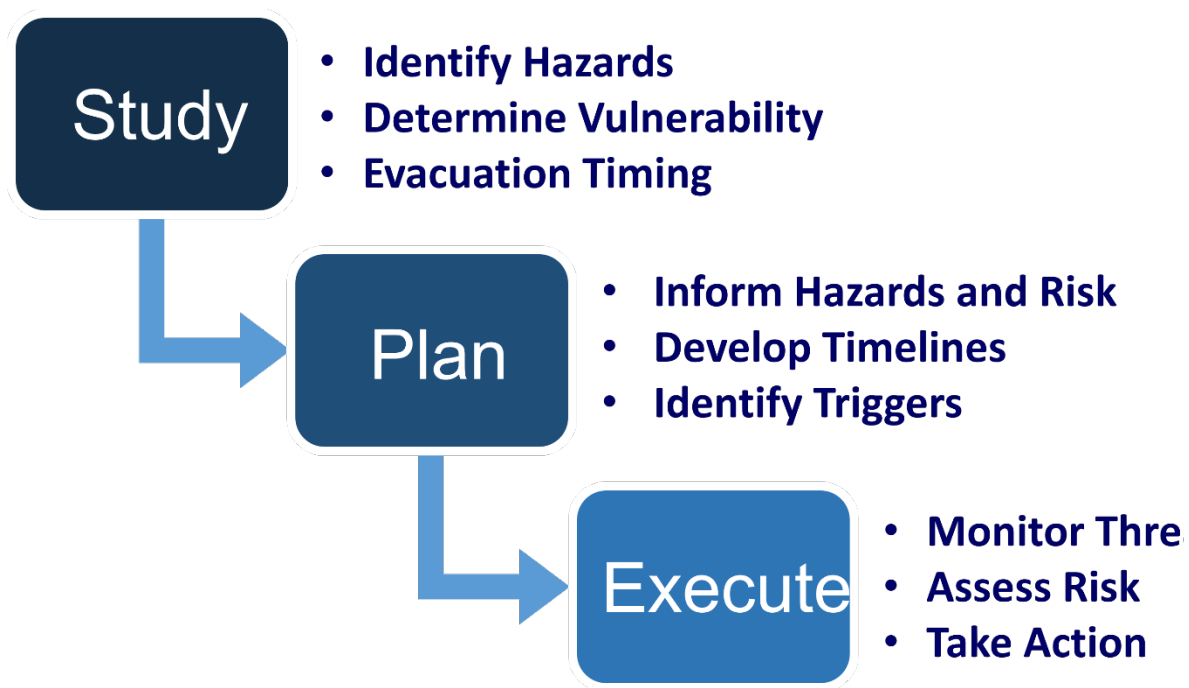 Study
• Identify Hazards
• Determine Vulnerability
• Evacuation Timing
Plan
• Inform Hazards and Risk
• Develop Timelines
• Identify Triggers
Execute
• Monitor
• Assess Risk
• Take Action